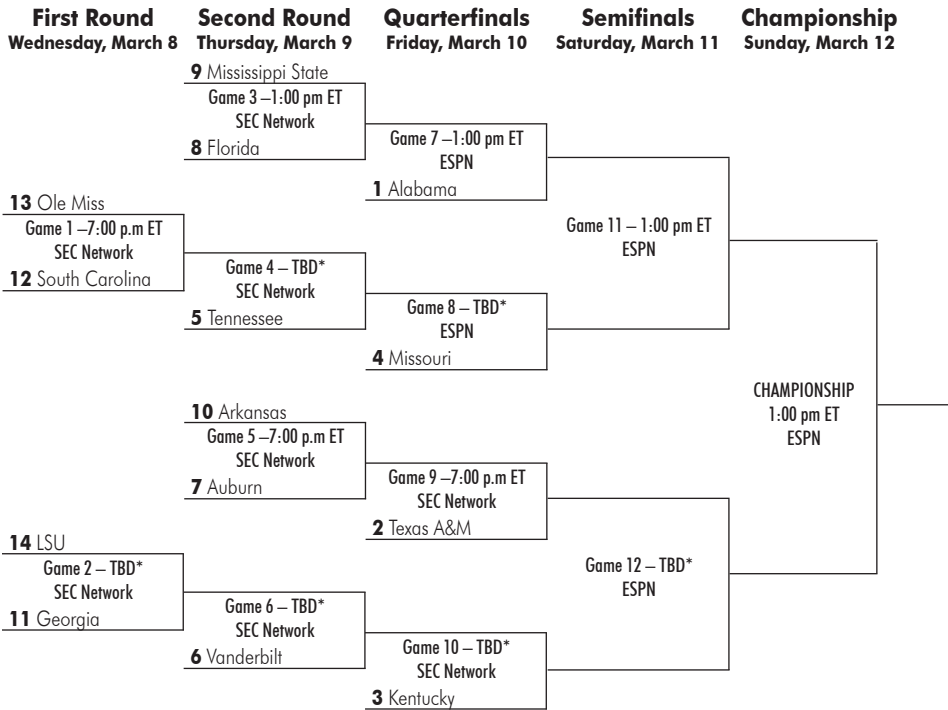 First Round
Wednesday, March 8
Second Round
Thursday, March 9
Quarterfinals
Friday, March 10
Semifinals
Saturday, March 11
Championship
Sunday, March 12
9 Mississippi State
Game 3 –1:00 pm ET
SEC Network
8 Florida
Game 7 –1:00 pm ET
ESPN
1 Alabama
13 Ole Miss
Game 1 –7:00 p.m ET
SEC Network
12 South Carolina
Game 4 – TBD*
SEC Network
5 Tennessee
Game 8 – TBD*
ESPN
4 Missouri
Game 11 – 1:00 pm ET
ESPN
CHAMPIONSHIP
1:00 pm ET
ESPN
10 Arkansas
Game 5 –7:00 p.m ET
SEC Network
7 Auburn
Game 9 –7:00 p.m ET
SEC Network
2 Texas A&M
14 LSU
Game 2 – TBD*
SEC Network
11 Georgia
Game 6 – TBD*
SEC Network
6 Vanderbilt
Game 10 – TBD*
SEC Network
3 Kentucky
Game 12 – TBD*
ESPN